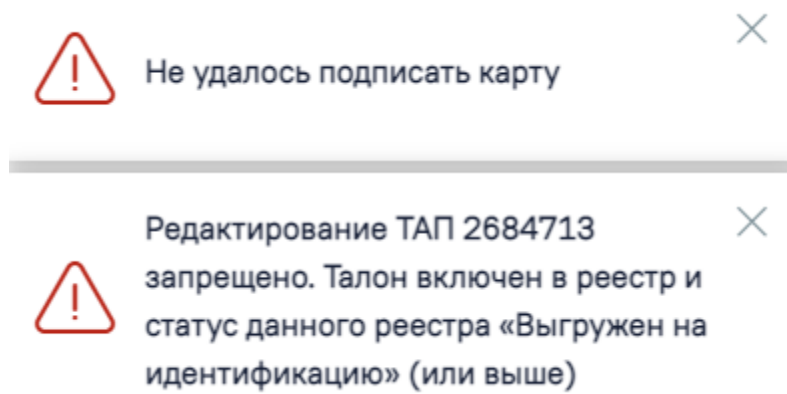 Не удалось подписать карту
Редактирование ТАП 2684713
запрещено. Талон включен в реестр и
статус данного реестра «Выгружен на
идентификацию» (или выше)